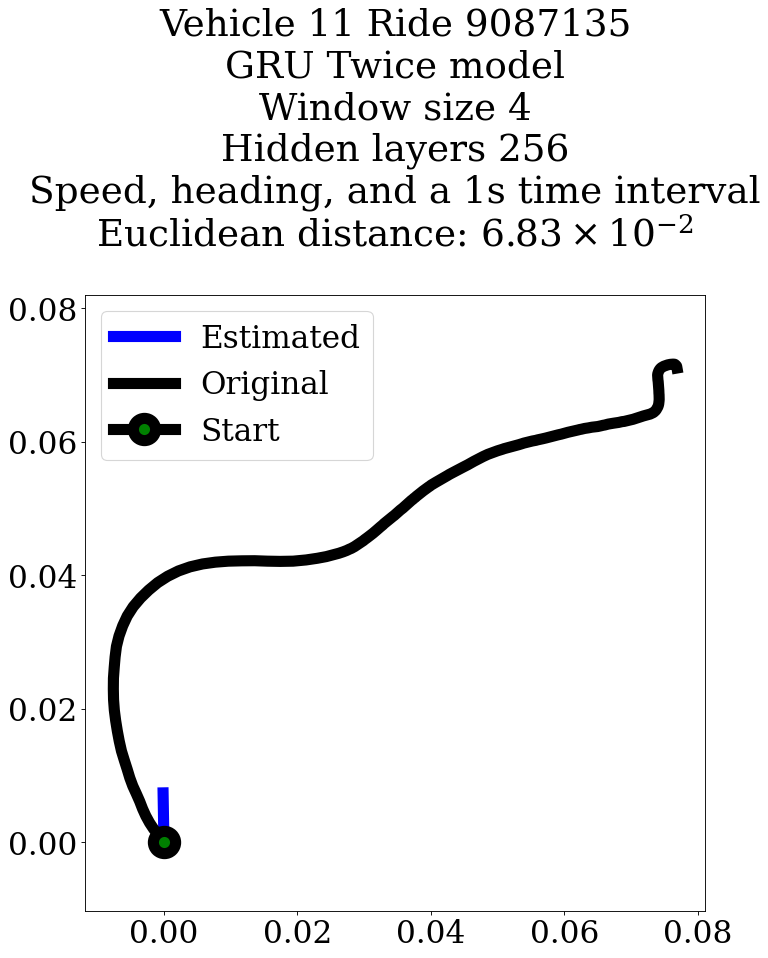 Vehicle 11 Ride 9087135
GRU Twice model
Window size 4
Hidden layers 256
Speed, heading, and a 1s time interval
Euclidean distance: 6.83 × 10⁻²
Estimated
Original
Start
0.08
0.06
0.04
0.02
0.00
0.00 0.02 0.04 0.06 0.08